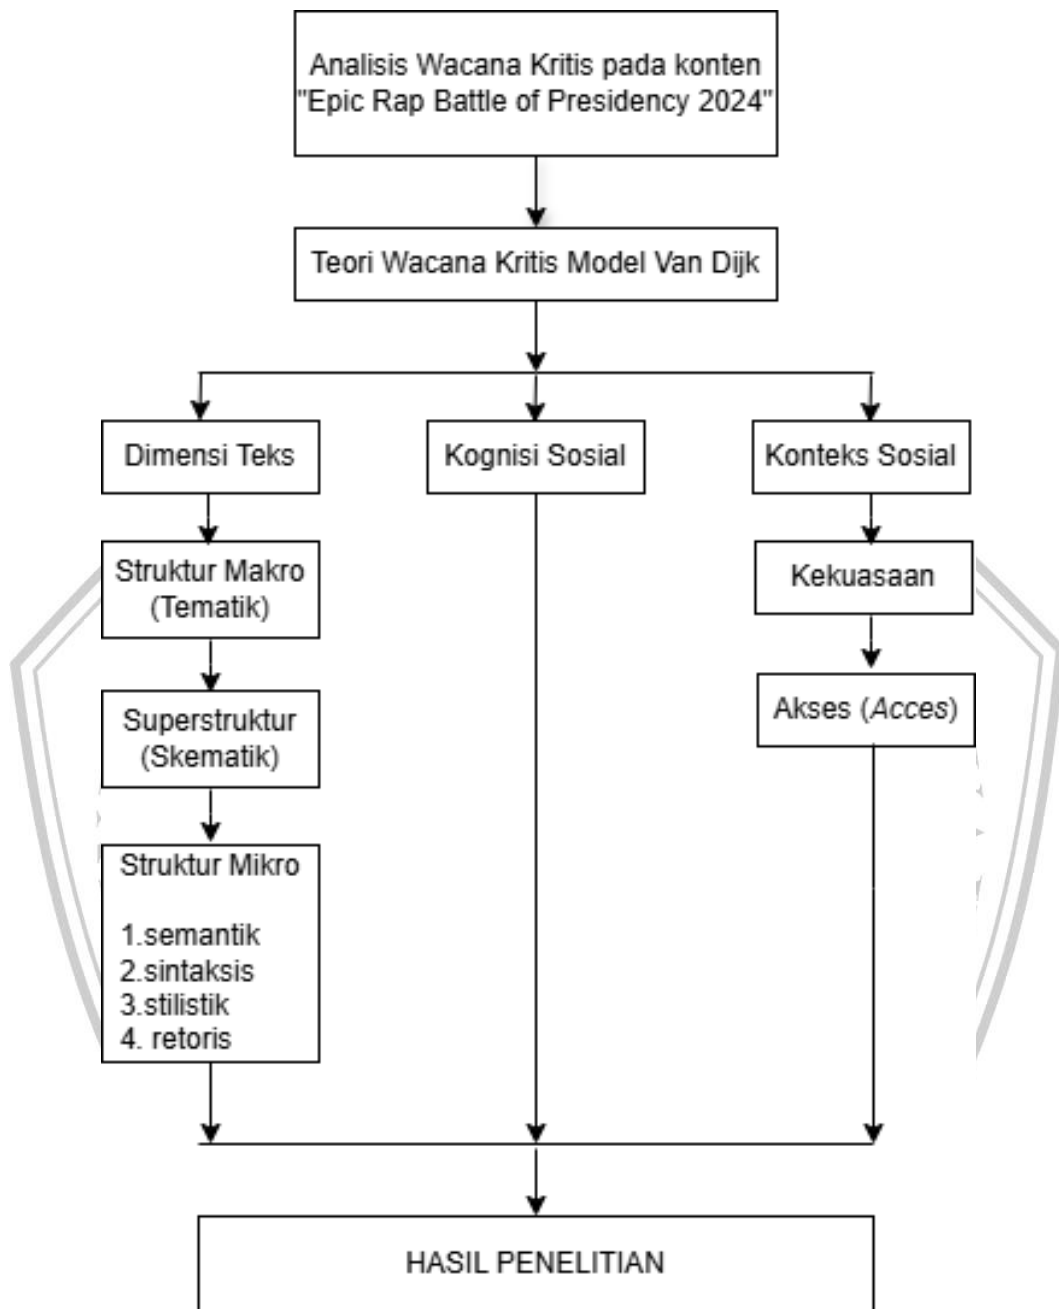 Analisis Wacana Kritis pada konten
"Epic Rap Battle of Presidency 2024"
Teori Wacana Kritis Model Van Dijk
Dimensi Teks
Kognisi Sosial
Konteks Sosial
Struktur Makro
(Tematik)
Kekuasaan
Superstruktur
(Skematik)
Akses (Acces)
Struktur Mikro
1.semantik
2.sintaksis
3.stilistik
4. retoris
HASIL PENELITIAN